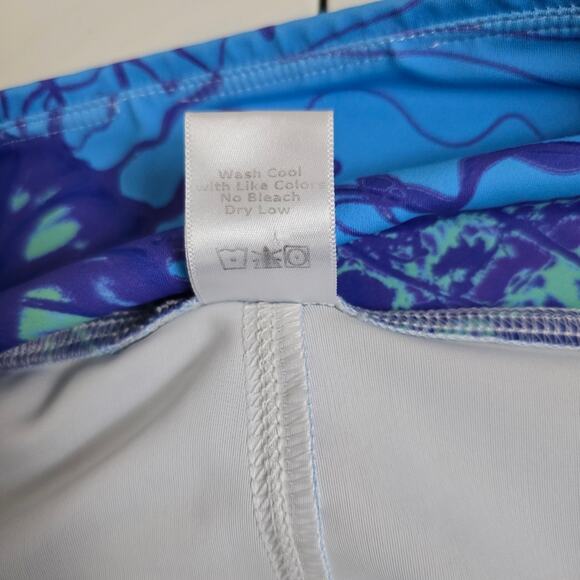 Wash Cool
with Like Colors
No Bleach
Dry Low